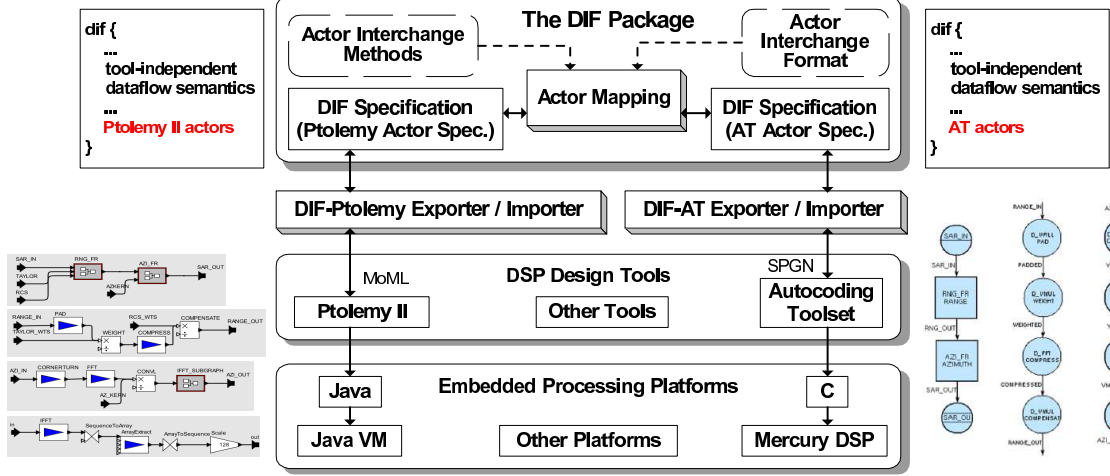 dif {
...
tool-independent
dataflow semantics
...
Ptolemy II actors
}
The DIF Package
Actor Interchange
Methods
Actor
Interchange
Format
Actor Mapping
DIF Specification
(Ptolemy Actor Spec.)
DIF Specification
(AT Actor Spec.)
dif {
...
tool-independent
dataflow semantics
...
AT actors
}
DIF-Ptolemy Exporter / Importer
DIF-AT Exporter / Importer
MoML
DSP Design Tools
SPGN
Ptolemy II
Other Tools
Autocoding
Toolset
Java
Embedded Processing Platforms
C
Java VM
Other Platforms
Mercury DSP
SAR_IN
RNG_FR
AZI_FR
SAR_OUT
TAYLOR
RCS
AZKERN
RANGE_IN
PAD
RCS_WTS
COMPENSATE
RANGE_OUT
TAYLOR_WTS
WEIGHT
COMPRESS
AZI_IN
CORNERTURN
FFT
CONVL
IFFT_SUBGRAPH
AZI_OUT
AZ_KERN
in
IFFT
SequenceToArray
ArrayExtract
ArrayToSequence
Scale
128
out
SAR_IN
SAR_IN
RNG_FR
RANGE
RNG_OUT
AZI_FR
AZIMUTH
SAR_OUT
SAR_OU
RANGE_IN
D_VFILL
PAD
PADDED
D_VMUL
WEIGHT
WEIGHTED
D_FFT
COMPRESS
COMPRESSED
D_VMUL
COMPENSAT
RANGE_OUT